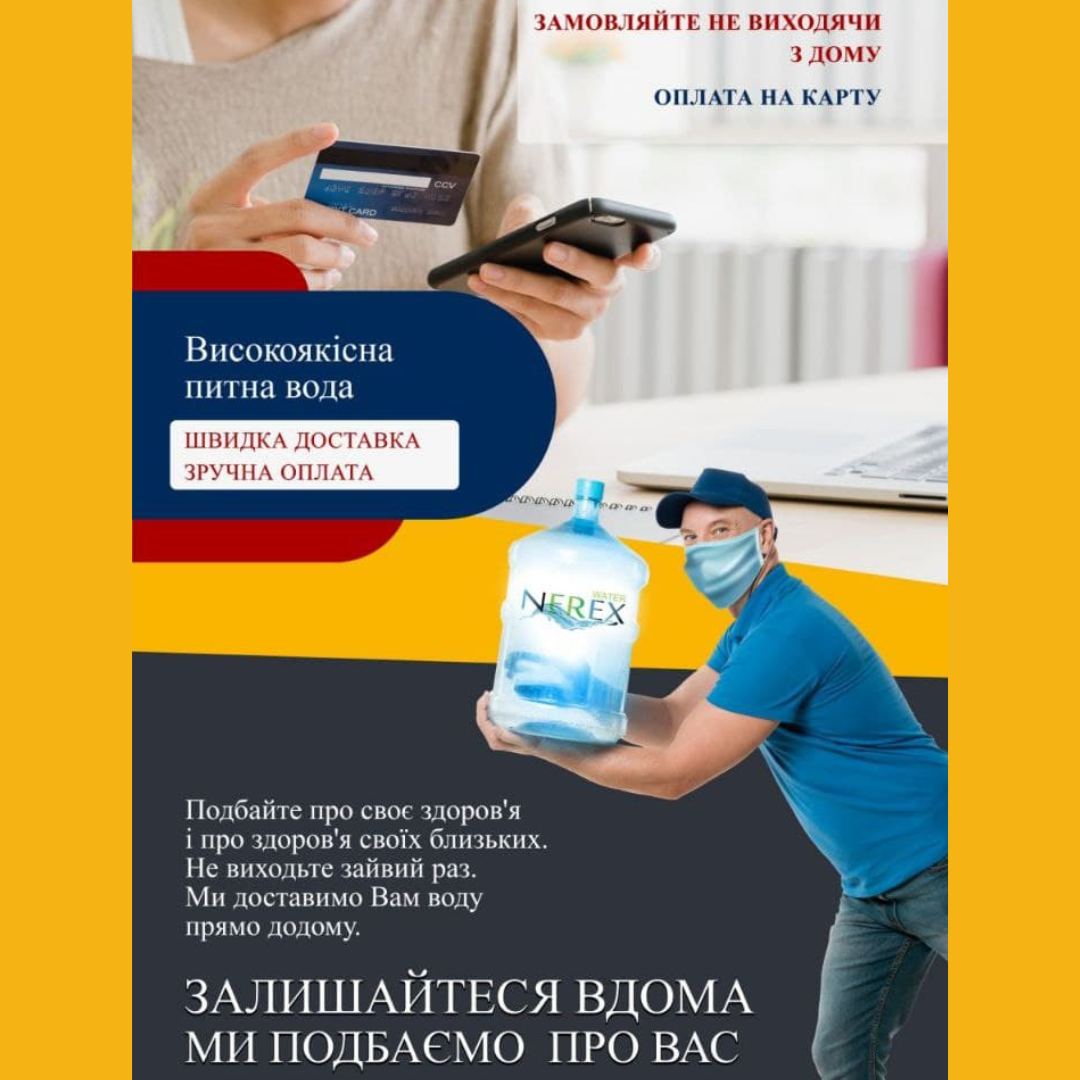 ЗАМОВЛЯЙТЕ НЕ ВИХОДЯЧИ
З ДОМУ
ОПЛАТА НА КАРТУ
CCV
CARD
Високоякісна
питна вода
ШВИДКА ДОСТАВКА
ЗРУЧНА ОПЛАТА
WATER
NEREX
Подбайте про своє здоров'я
і про здоров'я своїх близьких.
Не виходьте зайвий раз.
Ми доставимо Вам воду
прямо додому.
ЗАЛИШАЙТЕСЯ ВДОМА
МИ ПОДБАЄМО ПРО ВАС